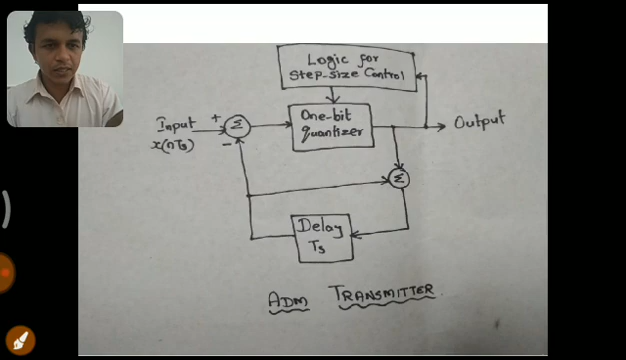 Logic for
Step-size Control
Input
x(nTs)
+
Σ
-
One-bit
quantizer
Output
Σ
Delay
Ts
ADM TRANSMITTER